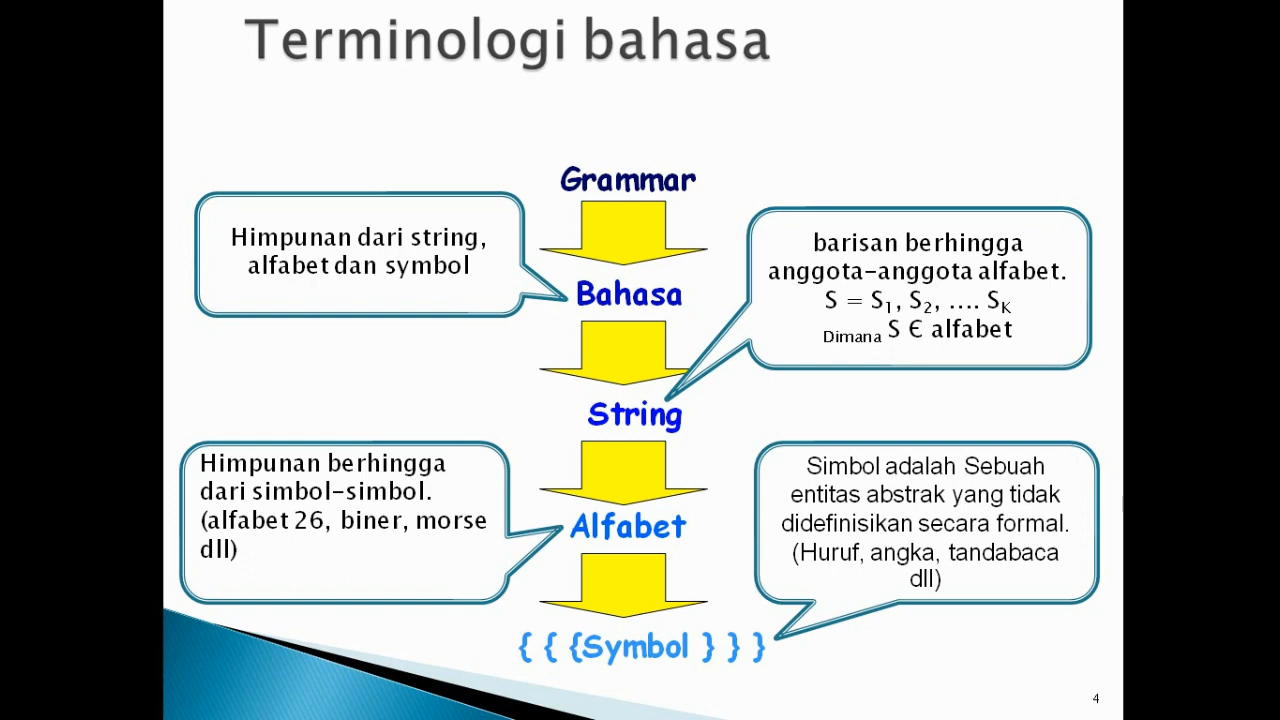 Terminologi bahasa
Grammar
Himpunan dari string,
alfabet dan symbol
barisan berhingga
anggota-anggota alfabet.
S = S1, S2, .... SK
Dimana S Є alfabet
Bahasa
String
Himpunan berhingga
dari simbol-simbol.
(alfabet 26, biner, morse
dll)
Simbol adalah Sebuah
entitas abstrak yang tidak
didefinisikan secara formal.
(Huruf, angka, tandabaca
dll)
Alfabet
{ { {Symbol } } }
4